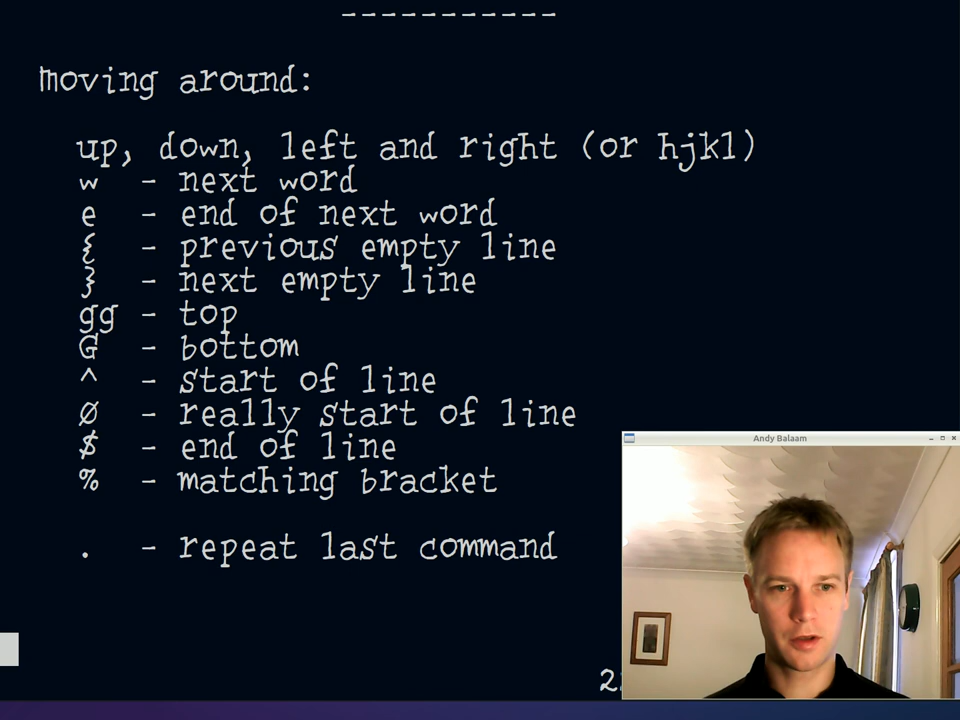 -----------
moving around:
up, down, left and right (or hjkl)
w - next word
e - end of next word
{ - previous empty line
} - next empty line
gg - top
G - bottom
^ - start of line
0 - really start of line
$ - end of line
% - matching bracket
. - repeat last command
Andy Balaam